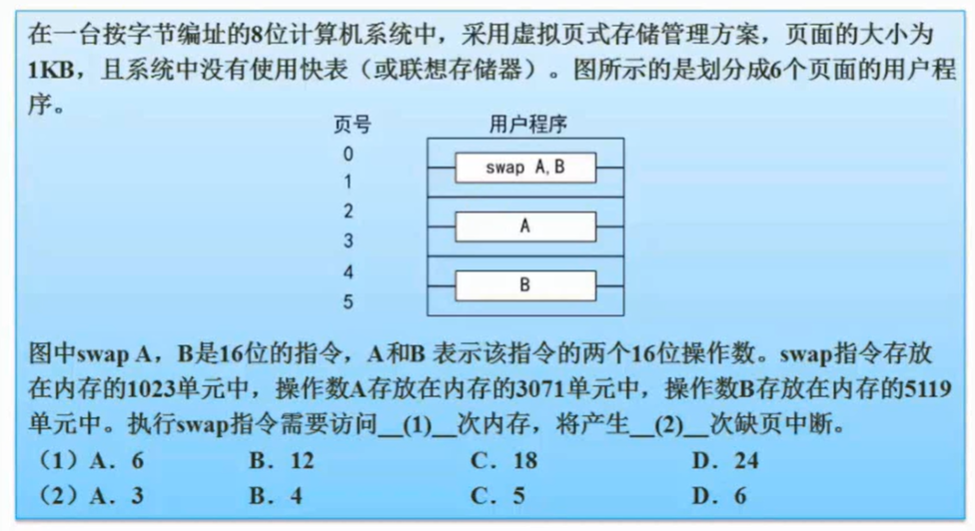 在一台按字节编址的8位计算机系统中，采用虚拟页式存储管理方案，页面的大小为
1KB，且系统中没有使用快表（或联想存储器）。图所示的是划分成6个页面的用户程
序。
页号 用户程序
0
swap A,B
1
2
A
3
4
B
5
图中swap A，B是16位的指令，A和B 表示该指令的两个16位操作数。swap指令存放
在内存的1023单元中，操作数A存放在内存的3071单元中，操作数B存放在内存的5119
单元中。执行swap指令需要访问__(1)__次内存，将产生__(2)__次缺页中断。
（1）A．6 B．12 C．18 D．24
（2）A．3 B．4 C．5 D．6